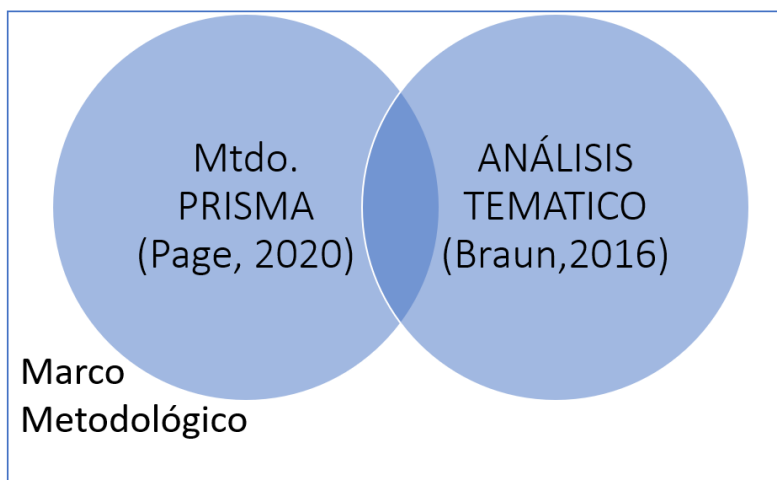 Mtdo.
PRISMA
(Page, 2020)
ANÁLISIS
TEMATICO
(Braun,2016)
Marco
Metodológico